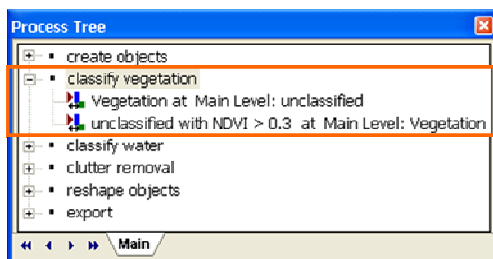 Process Tree
create objects
classify vegetation
Vegetation at Main Level: unclassified
unclassified with NDVI > 0.3 at Main Level: Vegetation
classify water
clutter removal
reshape objects
export
Main